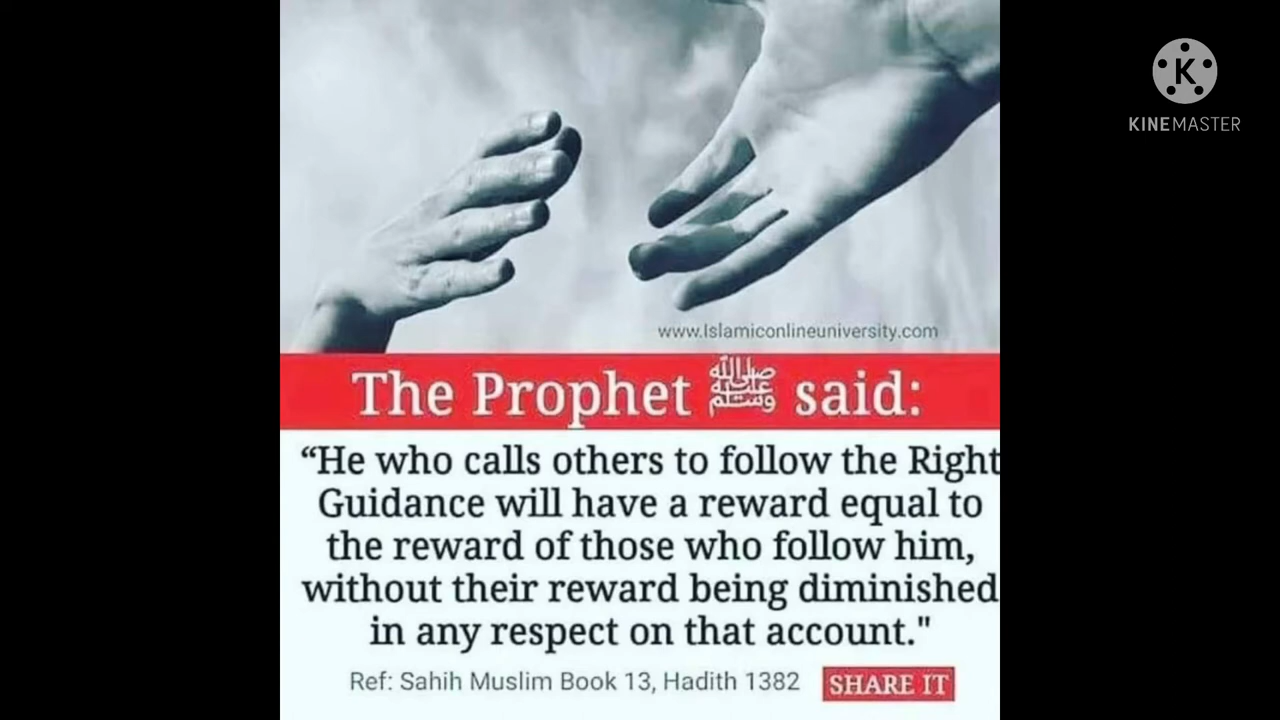 KINEMASTER
www.Islamiconlineuniversity.com
The Prophet ﷺ said:
“He who calls others to follow the Right
Guidance will have a reward equal to
the reward of those who follow him,
without their reward being diminished
in any respect on that account."
Ref: Sahih Muslim Book 13, Hadith 1382
SHARE IT